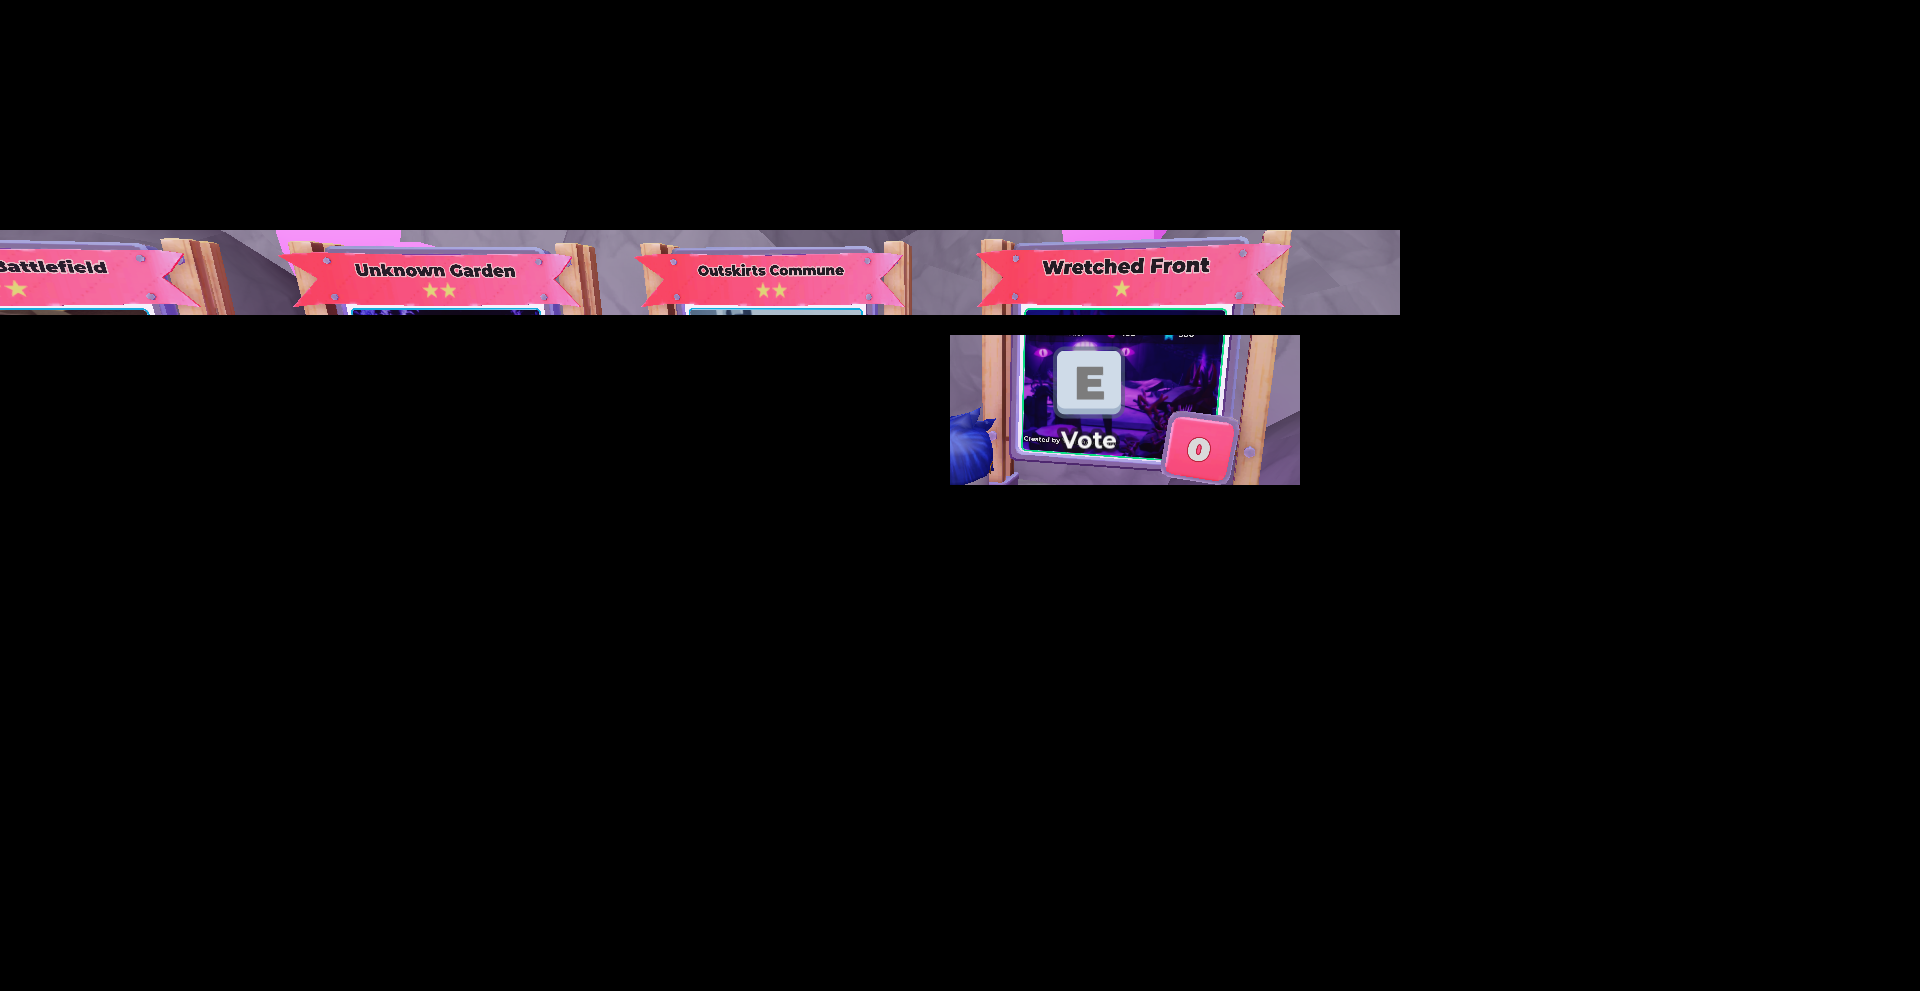 Battlefield
Unknown Garden
Outskirts Commune
Wretched Front
E
Created by
Vote
0